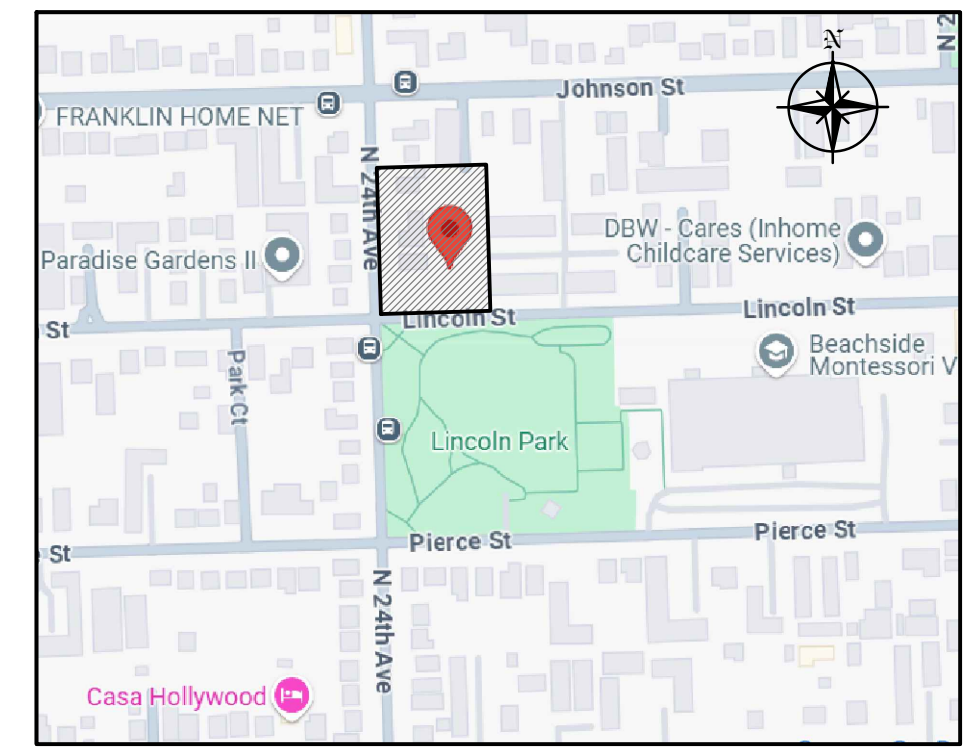 N
N 2
Johnson St
FRANKLIN HOME NET
N 24th Ave
DBW - Cares (Inhome
Childcare Services)
Paradise Gardens II
Lincoln St
Lincoln St
St
Beachside
Montessori V
Park Ct
Lincoln Park
Pierce St
Pierce St
St
N 24th Ave
Casa Hollywood